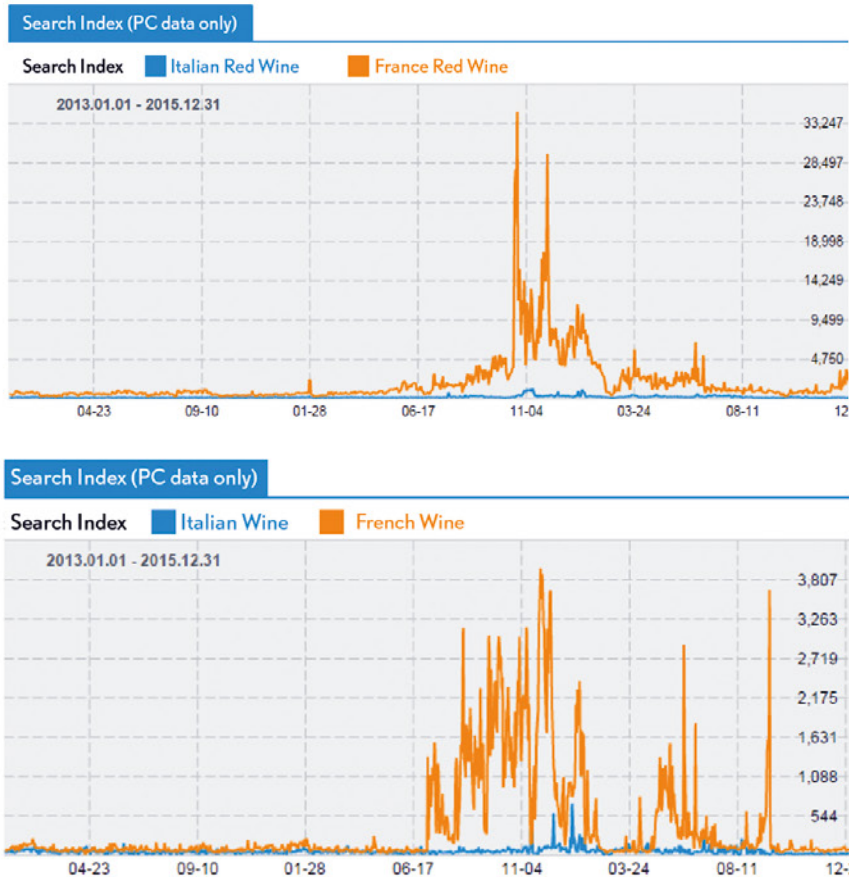 Search Index (PC data only)
Search Index Italian Red Wine France Red Wine
2013.01.01 - 2015.12.31
33,247
28,497
23,748
18,998
14,249
9,499
4,750
04-23 09-10 01-28 06-17 11-04 03-24 08-11 12
Search Index (PC data only)
Search Index Italian Wine French Wine
2013.01.01 - 2015.12.31
3,807
3,263
2,719
2,175
1,631
1,088
544
04-23 09-10 01-28 06-17 11-04 03-24 08-11 12-